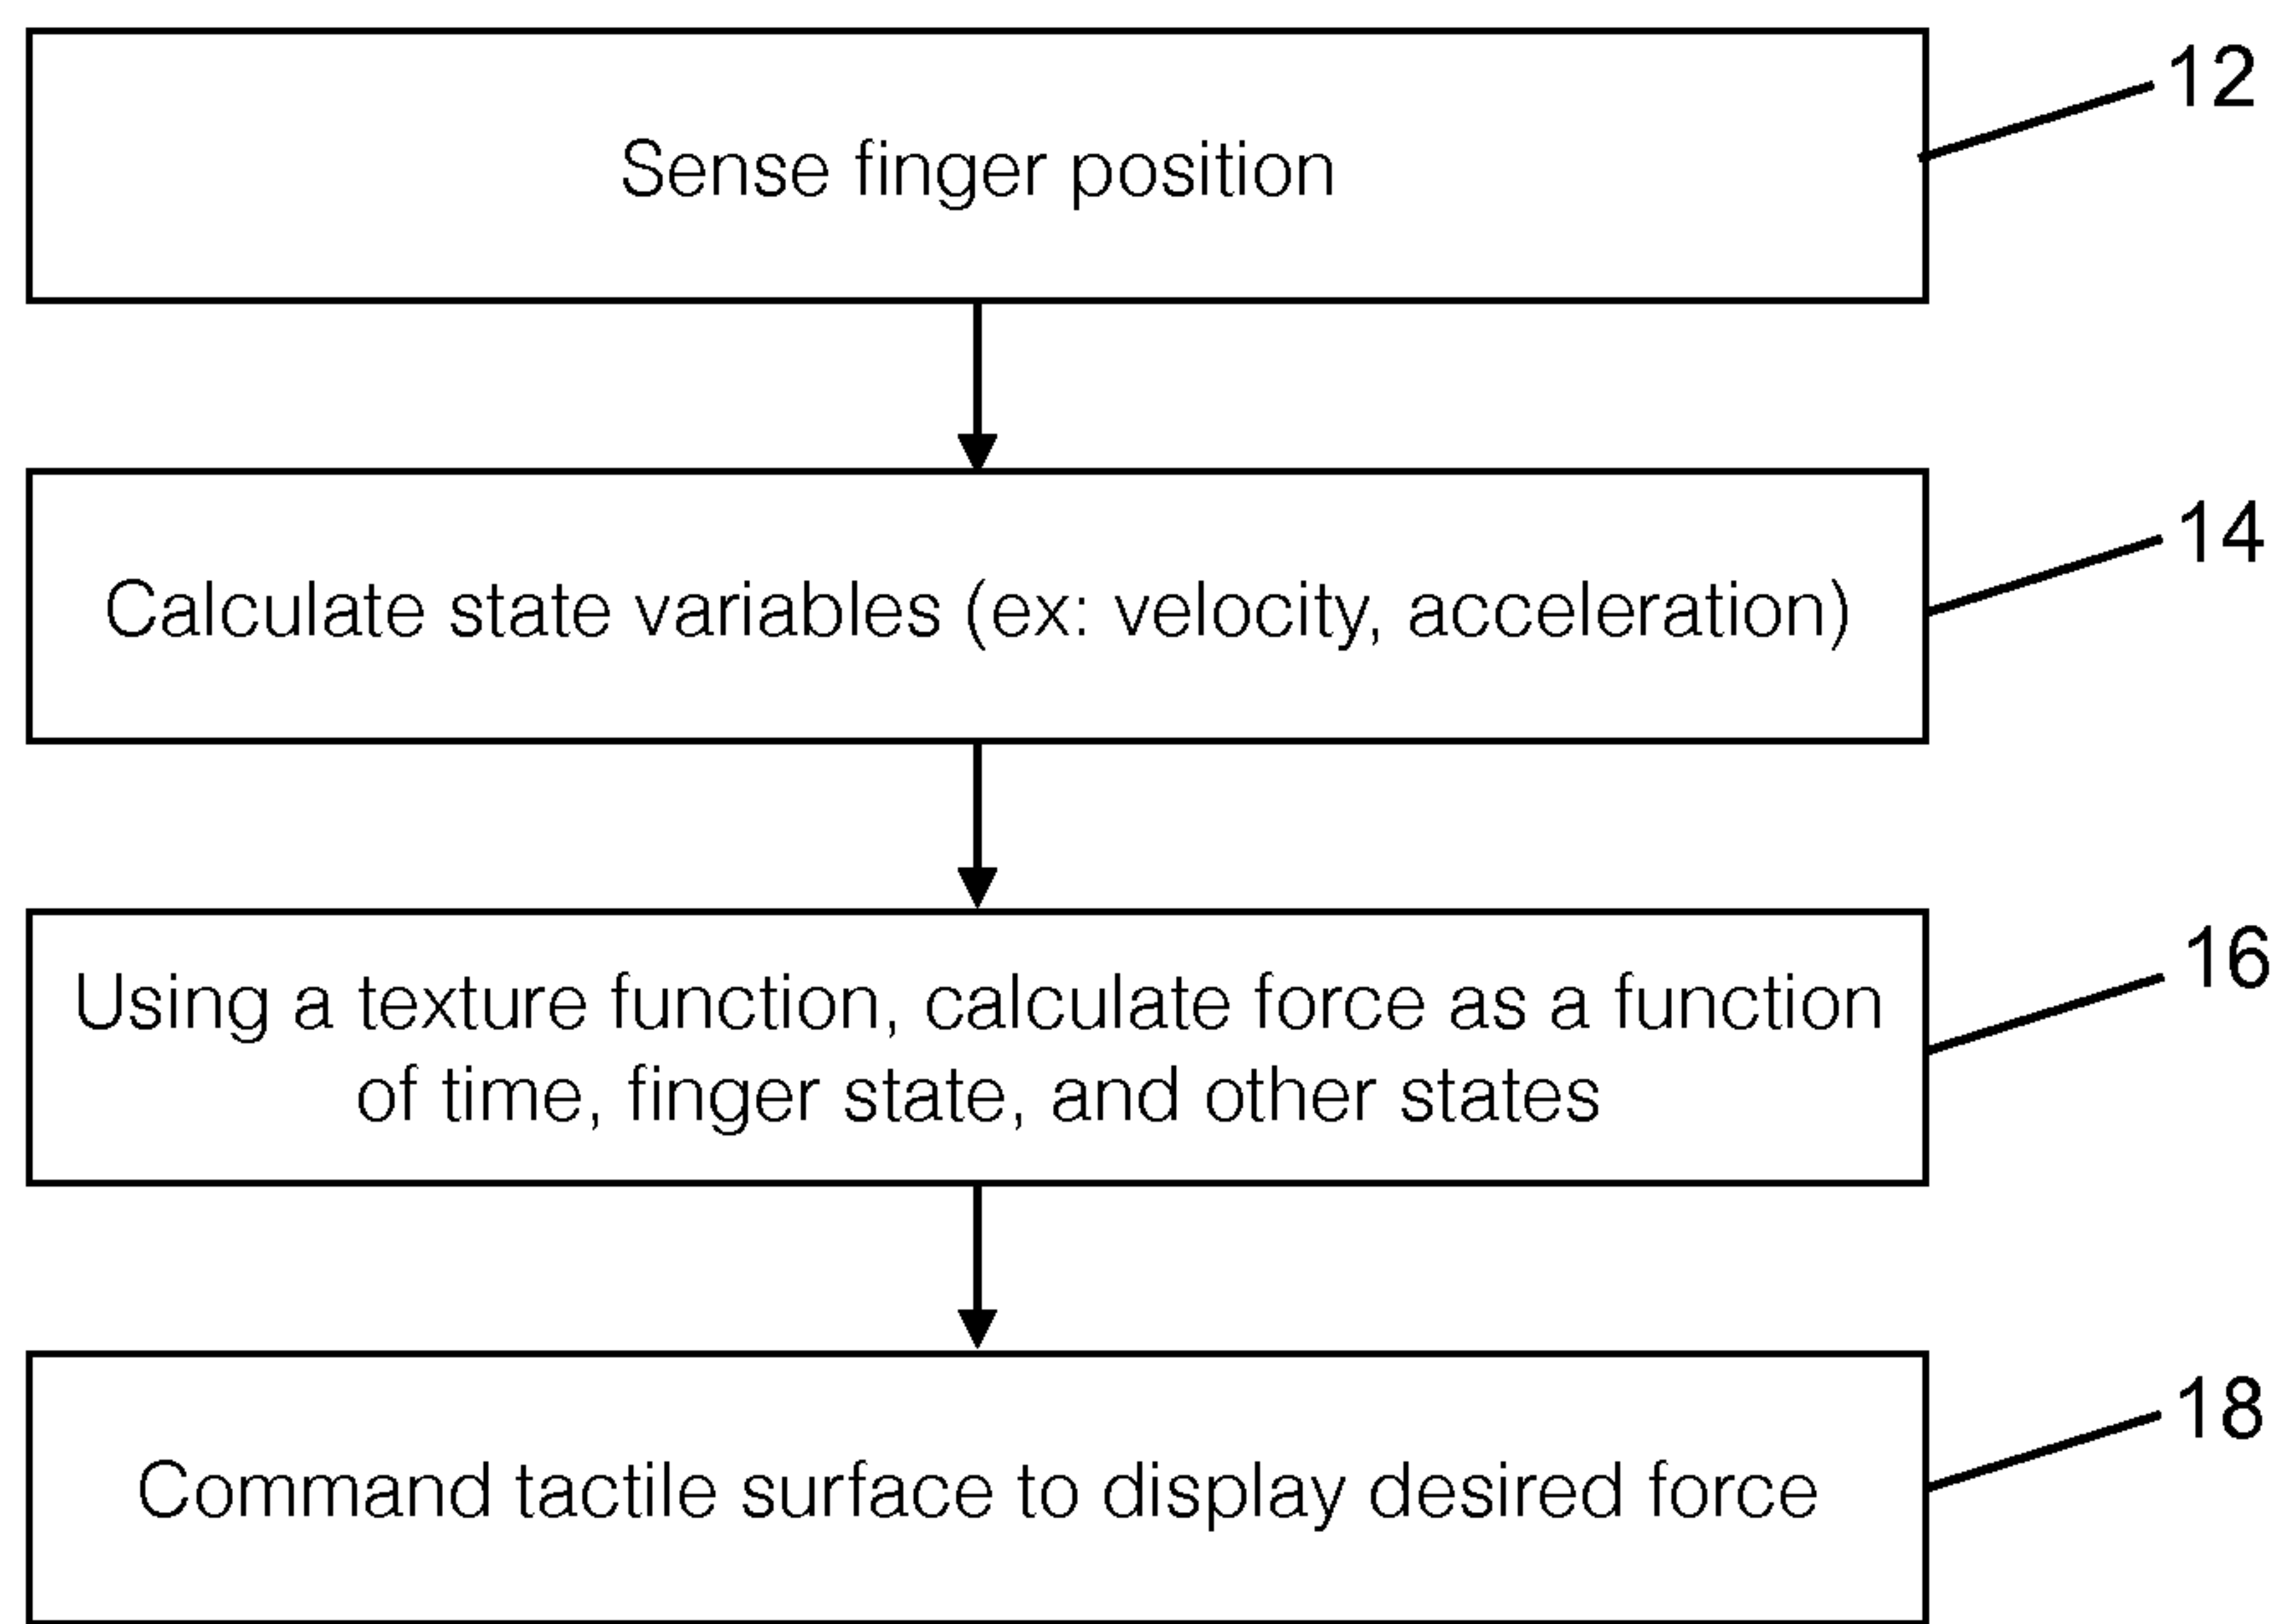 12
Sense finger position
14
Calculate state variables (ex: velocity, acceleration)
16
Using a texture function, calculate force as a function
of time, finger state, and other states
18
Command tactile surface to display desired force